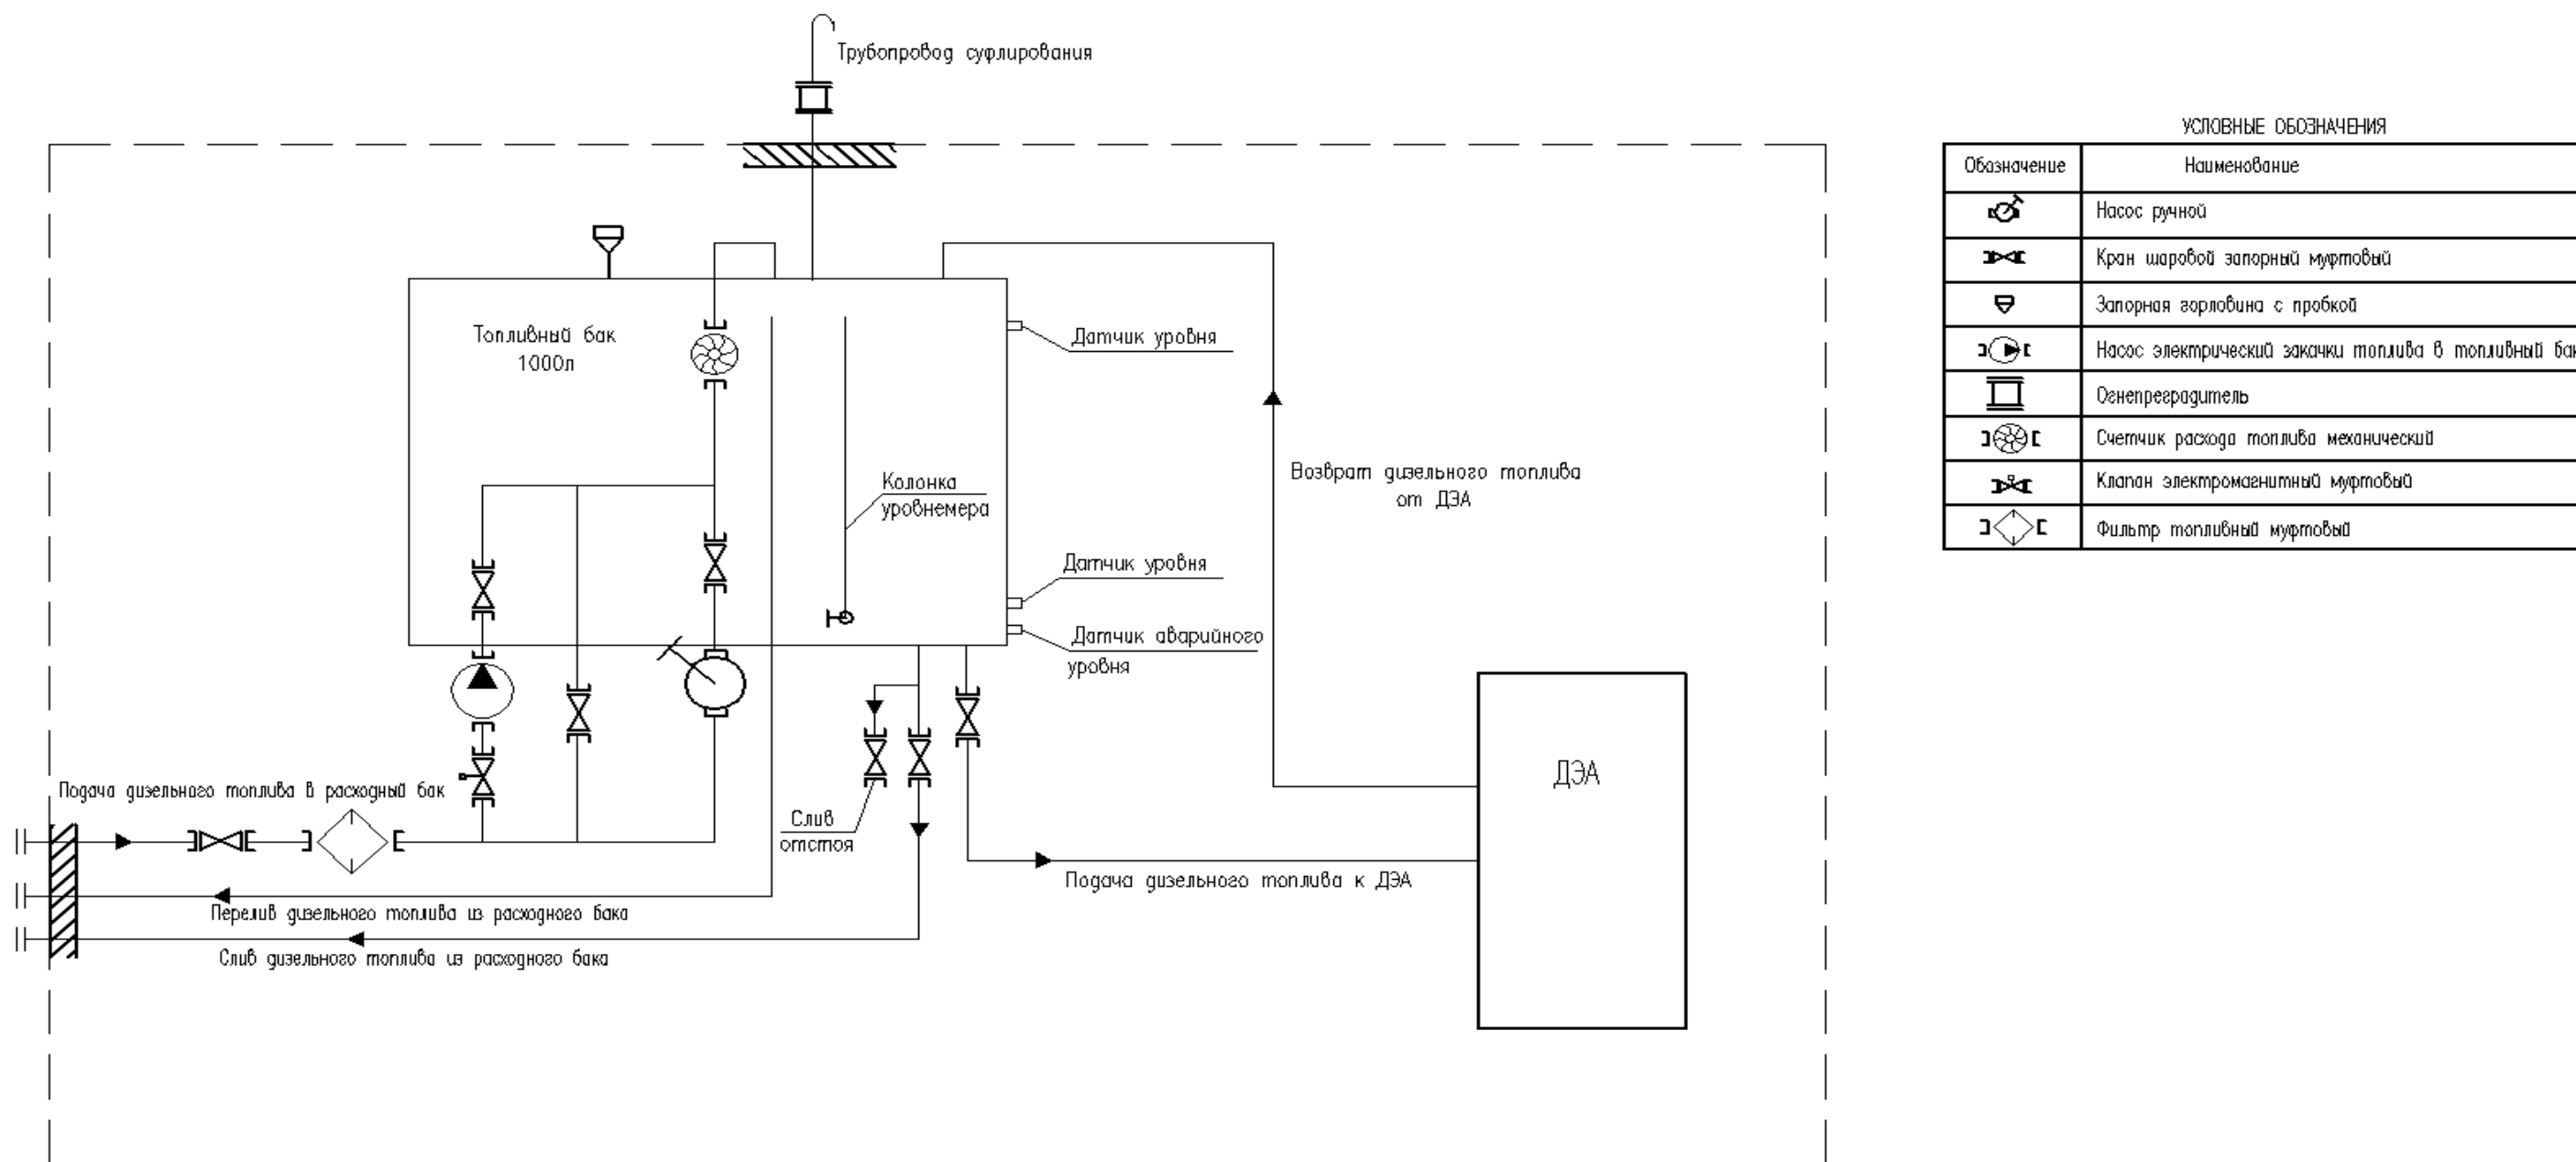 Трубопровод суфлирования
Топливный бак
1000л
Датчик уровня
Колонка
уровнемера
Возврат дизельного топлива
от ДЭА
Датчик уровня
Датчик аварийного
уровня
ДЭА
Подача дизельного топлива в расходный бак
Слив
отстоя
Подача дизельного топлива к ДЭА
Перелив дизельного топлива из расходного бака
Слив дизельного топлива из расходного бака
УСЛОВНЫЕ ОБОЗНАЧЕНИЯ
Обозначение Наименование
Насос ручной
Кран шаровой запорный муфтовый
Запорная горловина с пробкой
Насос электрический закачки топлива в топливный бак
Огнепреградитель
Счетчик расхода топлива механический
Клапан электромагнитный муфтовый
Фильтр топливный муфтовый